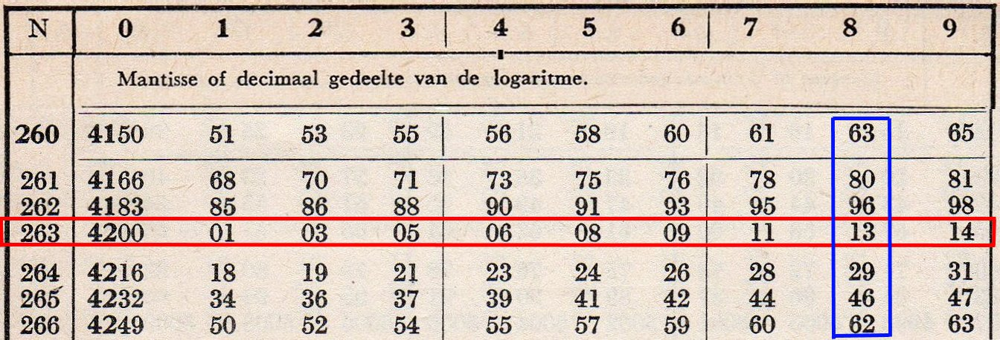 N 0 1 2 3 4 5 6 7 8 9
Mantisse of decimaal gedeelte van de logaritme.
260 4150 51 53 55 56 58 60 61 63 65
261 4166 68 70 71 73 75 76 78 80 81
262 4183 85 86 88 90 91 93 95 96 98
263 4200 01 03 05 06 08 09 11 13 14
264 4216 18 19 21 23 24 26 28 29 31
265 4232 34 36 37 39 41 42 44 46 47
266 4249 50 52 54 55 57 59 60 62 63